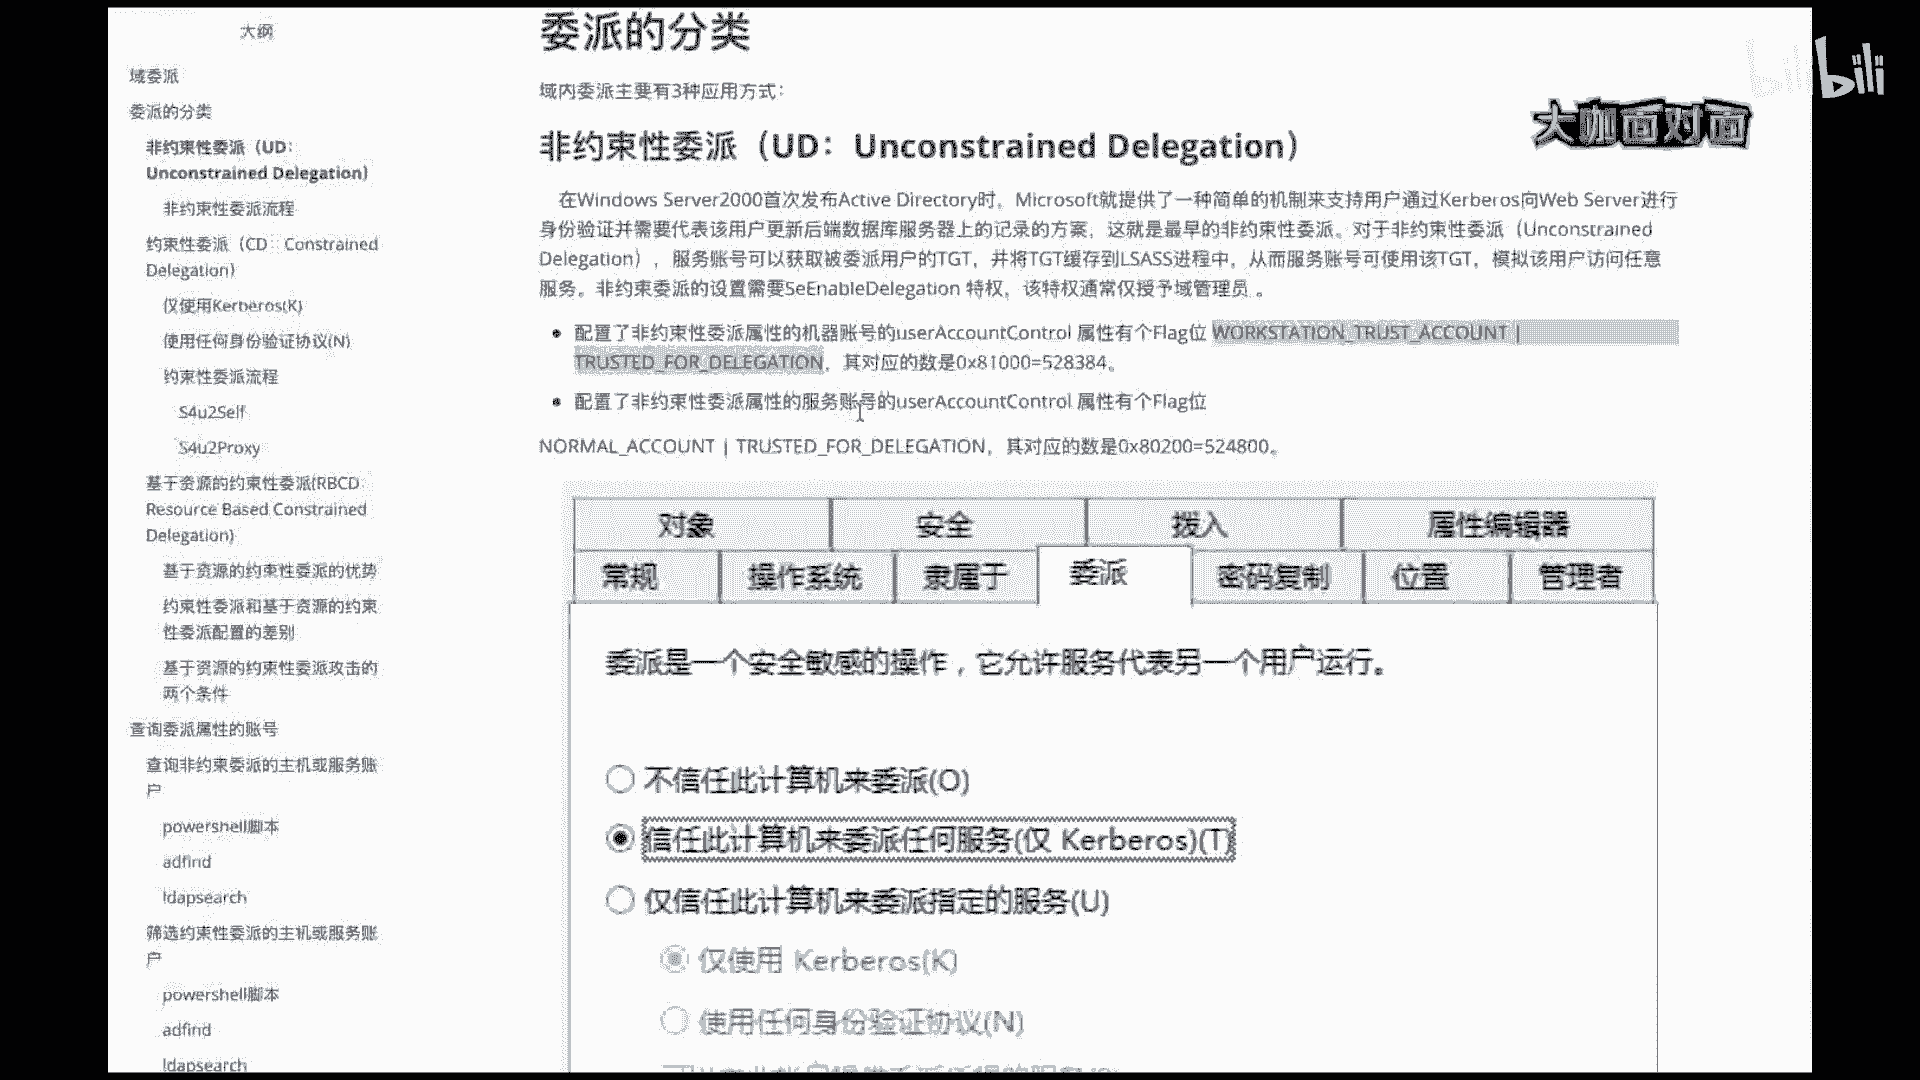 大纲
域委派
委派的分类
非约束性委派（UD：
Unconstrained Delegation)
非约束性委派流程
约束性委派（CD：Constrained
Delegation)
仅使用Kerberos(K)
使用任何身份验证协议(N)
约束性委派流程
S4u2Self
S4u2Proxy
基于资源的约束性委派(RBCD
Resource Based Constrained
Delegation)
基于资源的约束性委派的优势
约束性委派和基于资源的约束
性委派配置的差别
基于资源的约束性委派攻击的
两个条件
查询委派属性的账号
查询非约束委派的主机或服务账
户
powershell脚本
adfind
ldapsearch
筛选约束性委派的主机或服务账
户
powershell脚本
adfind
ldapsearch
委派的分类
域内委派主要有3种应用方式：
非约束性委派（UD：Unconstrained Delegation）
在Windows Server2000首次发布Active Directory时，Microsoft就提供了一种简单的机制来支持用户通过Kerberos向Web Server进行
身份验证并需要代表该用户更新后端数据库服务器上的记录的方案，这就是最早的非约束性委派。对于非约束性委派（Unconstrained
Delegation），服务账号可以获取被委派用户的TGT，并将TGT缓存到LSASS进程中，从而服务账号可使用该TGT，模拟该用户访问任意
服务。非约束委派的设置需要SeEnableDelegation 特权，该特权通常仅授予域管理员 。
配置了非约束性委派属性的机器账号的userAccountControl 属性有个Flag位 WORKSTATION_TRUST_ACCOUNT |
TRUSTED_FOR_DELEGATION，其对应的数是0x81000=528384。
配置了非约束性委派属性的服务账号的userAccountControl 属性有个Flag位
NORMAL_ACCOUNT | TRUSTED_FOR_DELEGATION，其对应的数是0x80200=524800。
对象 安全 拨入 属性编辑器
常规 操作系统 隶属于 委派 密码复制 位置 管理者
委派是一个安全敏感的操作，它允许服务代表另一个用户运行。
不信任此计算机来委派(O)
信任此计算机来委派任何服务(仅 Kerberos)(T)
仅信任此计算机来委派指定的服务(U)
仅使用 Kerberos(K)
使用任何身份验证协议(N)
大咖面对面
bili bili